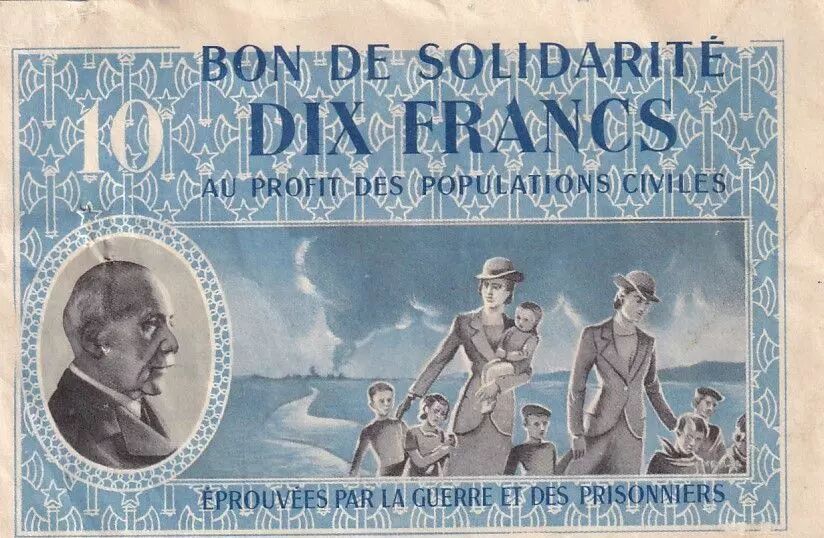 BON DE SOLIDARITÉ
10
DIX FRANCS
AU PROFIT DES POPULATIONS CIVILES
ÉPROUVÉES PAR LA GUERRE ET DES PRISONNIERS